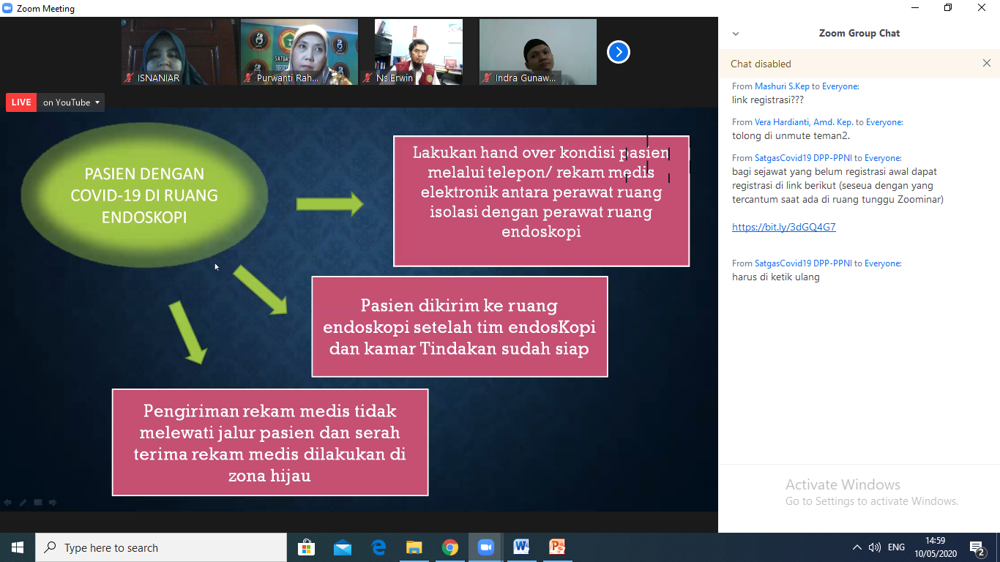 Zoom Meeting
ISNANIAR
Purwanti Rah...
Ns.Erwin
Indra Gunaw...
LIVE on YouTube
PASIEN DENGAN
COVID-19 DI RUANG
ENDOSKOPI
Lakukan hand over kondisi pasien
melalui telepon/ rekam medis
elektronik antara perawat ruang
isolasi dengan perawat ruang
endoskopi
Pasien dikirim ke ruang
endoskopi setelah tim endosKopi
dan kamar Tindakan sudah siap
Pengiriman rekam medis tidak
melewati jalur pasien dan serah
terima rekam medis dilakukan di
zona hijau
Zoom Group Chat
Chat disabled
From Mashuri S.Kep to Everyone:
link registrasi???
From Vera Hardianti, Amd. Kep. to Everyone:
tolong di unmute teman2.
From SatgasCovid19 DPP-PPNI to Everyone:
bagi sejawat yang belum registrasi awal dapat
registrasi di link berikut (seseua dengan yang
tercantum saat ada di ruang tunggu Zoominar)
https://bit.ly/3dGQ4G7
From SatgasCovid19 DPP-PPNI to Everyone:
harus di ketik ulang
Activate Windows
Go to Settings to activate Windows.
Type here to search
ENG
14:59
10/05/2020
2